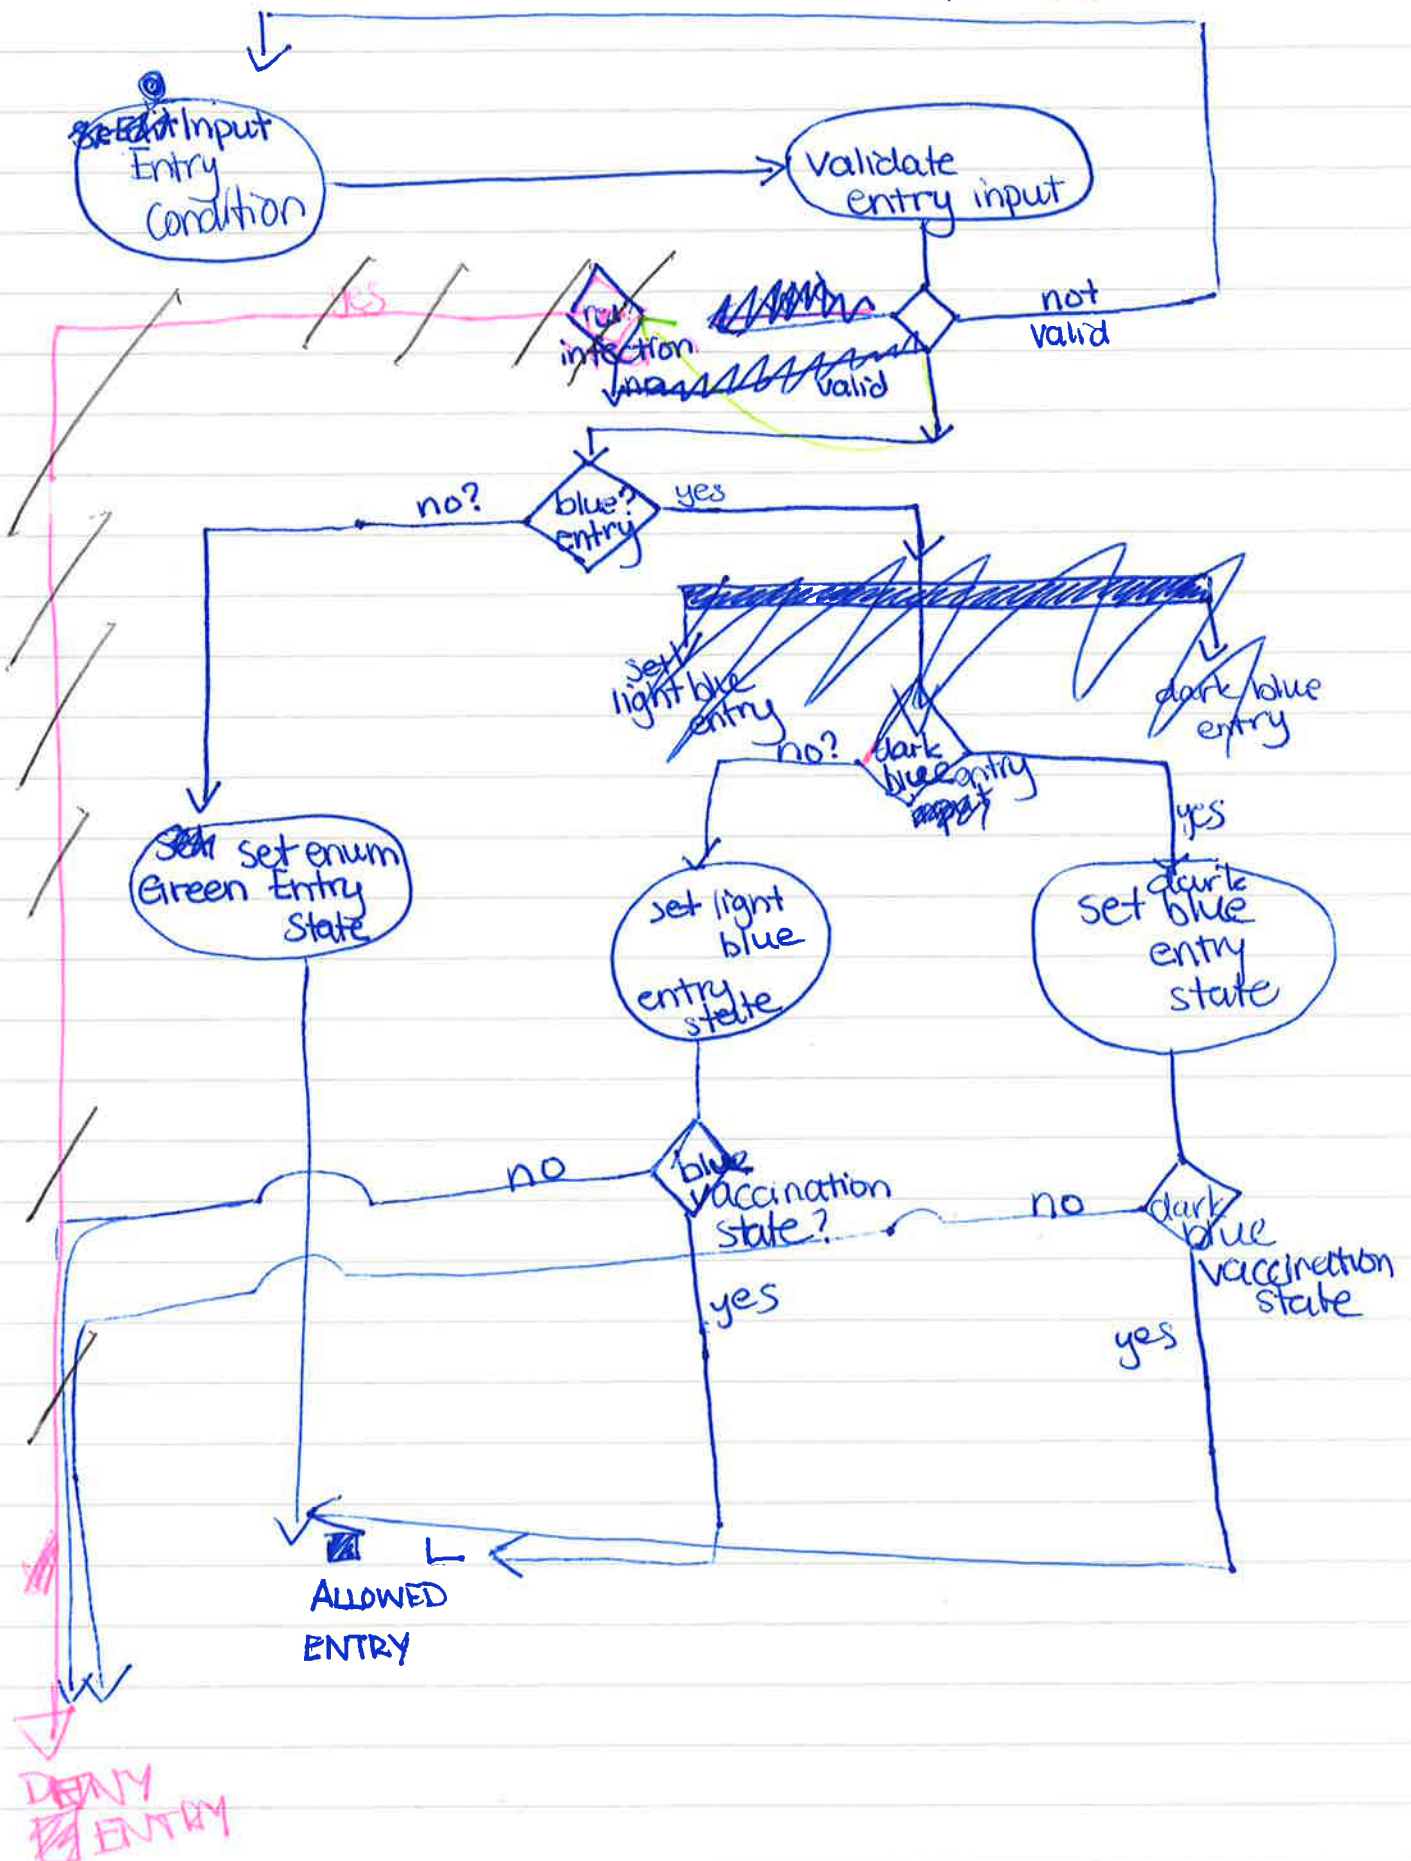 Input
Entry
Condition
Validate
entry input
not
valid
yes
infection
no
valid
no?
blue?
entry
yes
set
light blue
entry
dark blue
entry
no?
dark
blue entry
yes
set enum
Green Entry
State
set light
blue
entry
state
dark
set blue
entry
state
no
blue
vaccination
state?
no
dark
blue
vaccination
state
yes
yes
ALLOWED
ENTRY
DENY
ENTRY